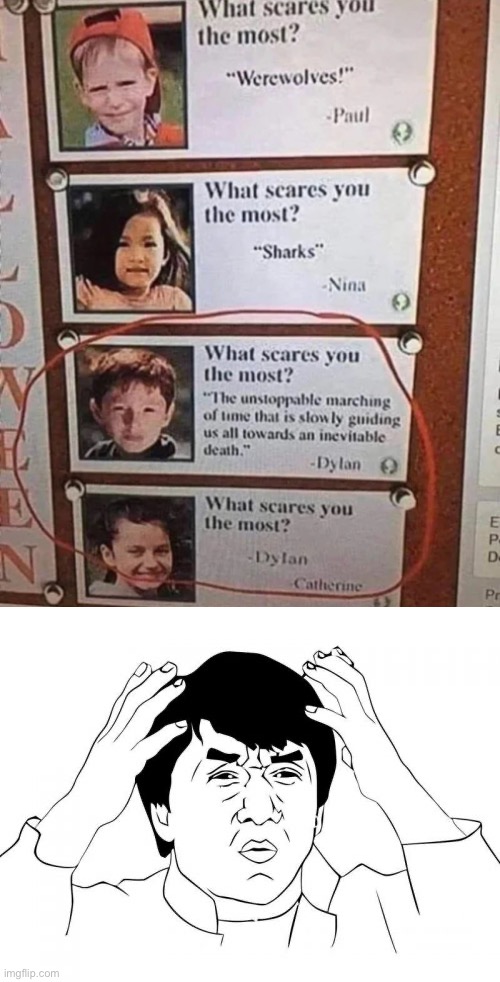 What scares you
the most?
"Werewolves!"
-Paul
What scares you
the most?
"Sharks"
-Nina
What scares you
the most?
"The unstoppable marching
of time that is slowly guiding
us all towards an inevitable
death."
-Dylan
What scares you
the most?
-Dylan
-Catherine
L
O
W
E
E
N
imgflip.com